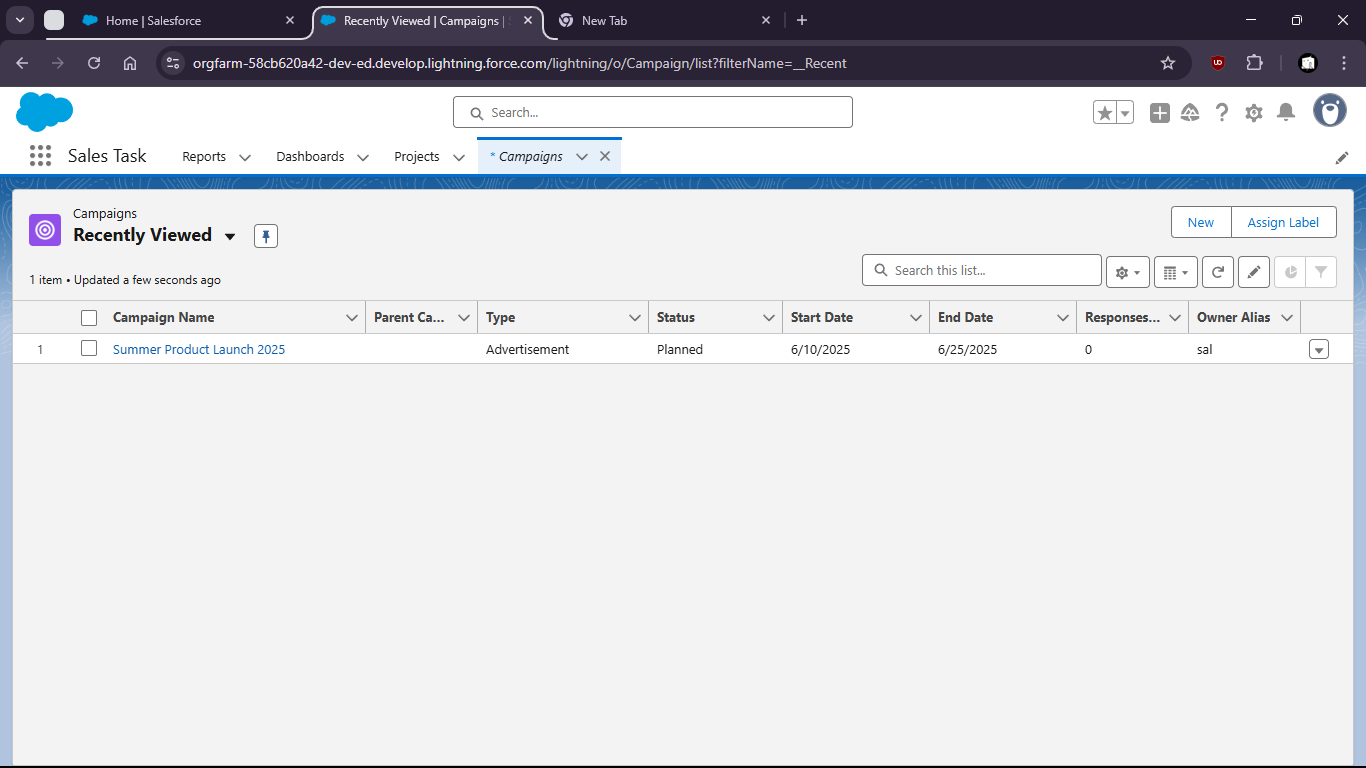 Home | Salesforce
Recently Viewed | Campaigns |
New Tab
orgfarm-58cb620a42-dev-ed.develop.lightning.force.com/lightning/o/Campaign/list?filterName=__Recent
Search...
Sales Task
Reports
Dashboards
Projects
* Campaigns
Campaigns
Recently Viewed
New
Assign Label
1 item • Updated a few seconds ago
Search this list...
Campaign Name Parent Ca... Type Status Start Date End Date Responses... Owner Alias
1 Summer Product Launch 2025 Advertisement Planned 6/10/2025 6/25/2025 0 sal